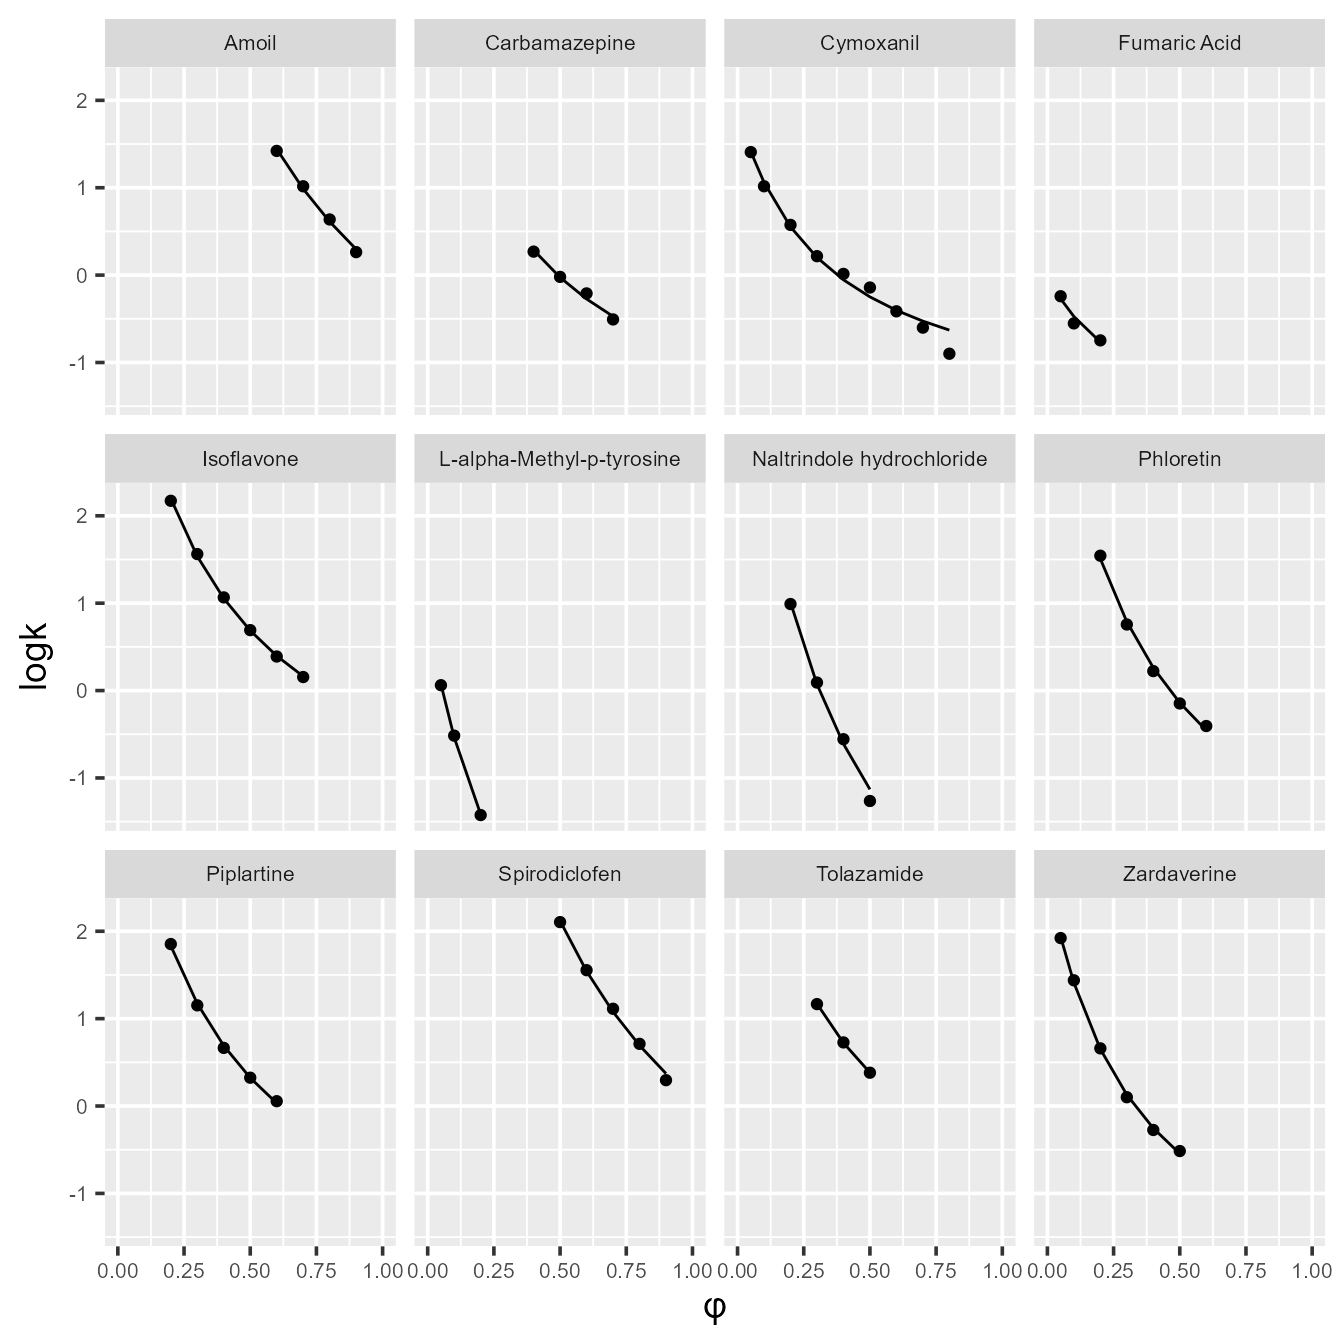 Amoil Carbamazepine Cymoxanil Fumaric Acid
2
1
0
-1
Isoflavone L-alpha-Methyl-p-tyrosine Naltrindole hydrochloride Phloretin
2
1
0
-1
logk
Piplartine Spirodiclofen Tolazamide Zardaverine
2
1
0
-1
0.00 0.25 0.50 0.75 1.00 0.00 0.25 0.50 0.75 1.00 0.00 0.25 0.50 0.75 1.00 0.00 0.25 0.50 0.75 1.00
φ